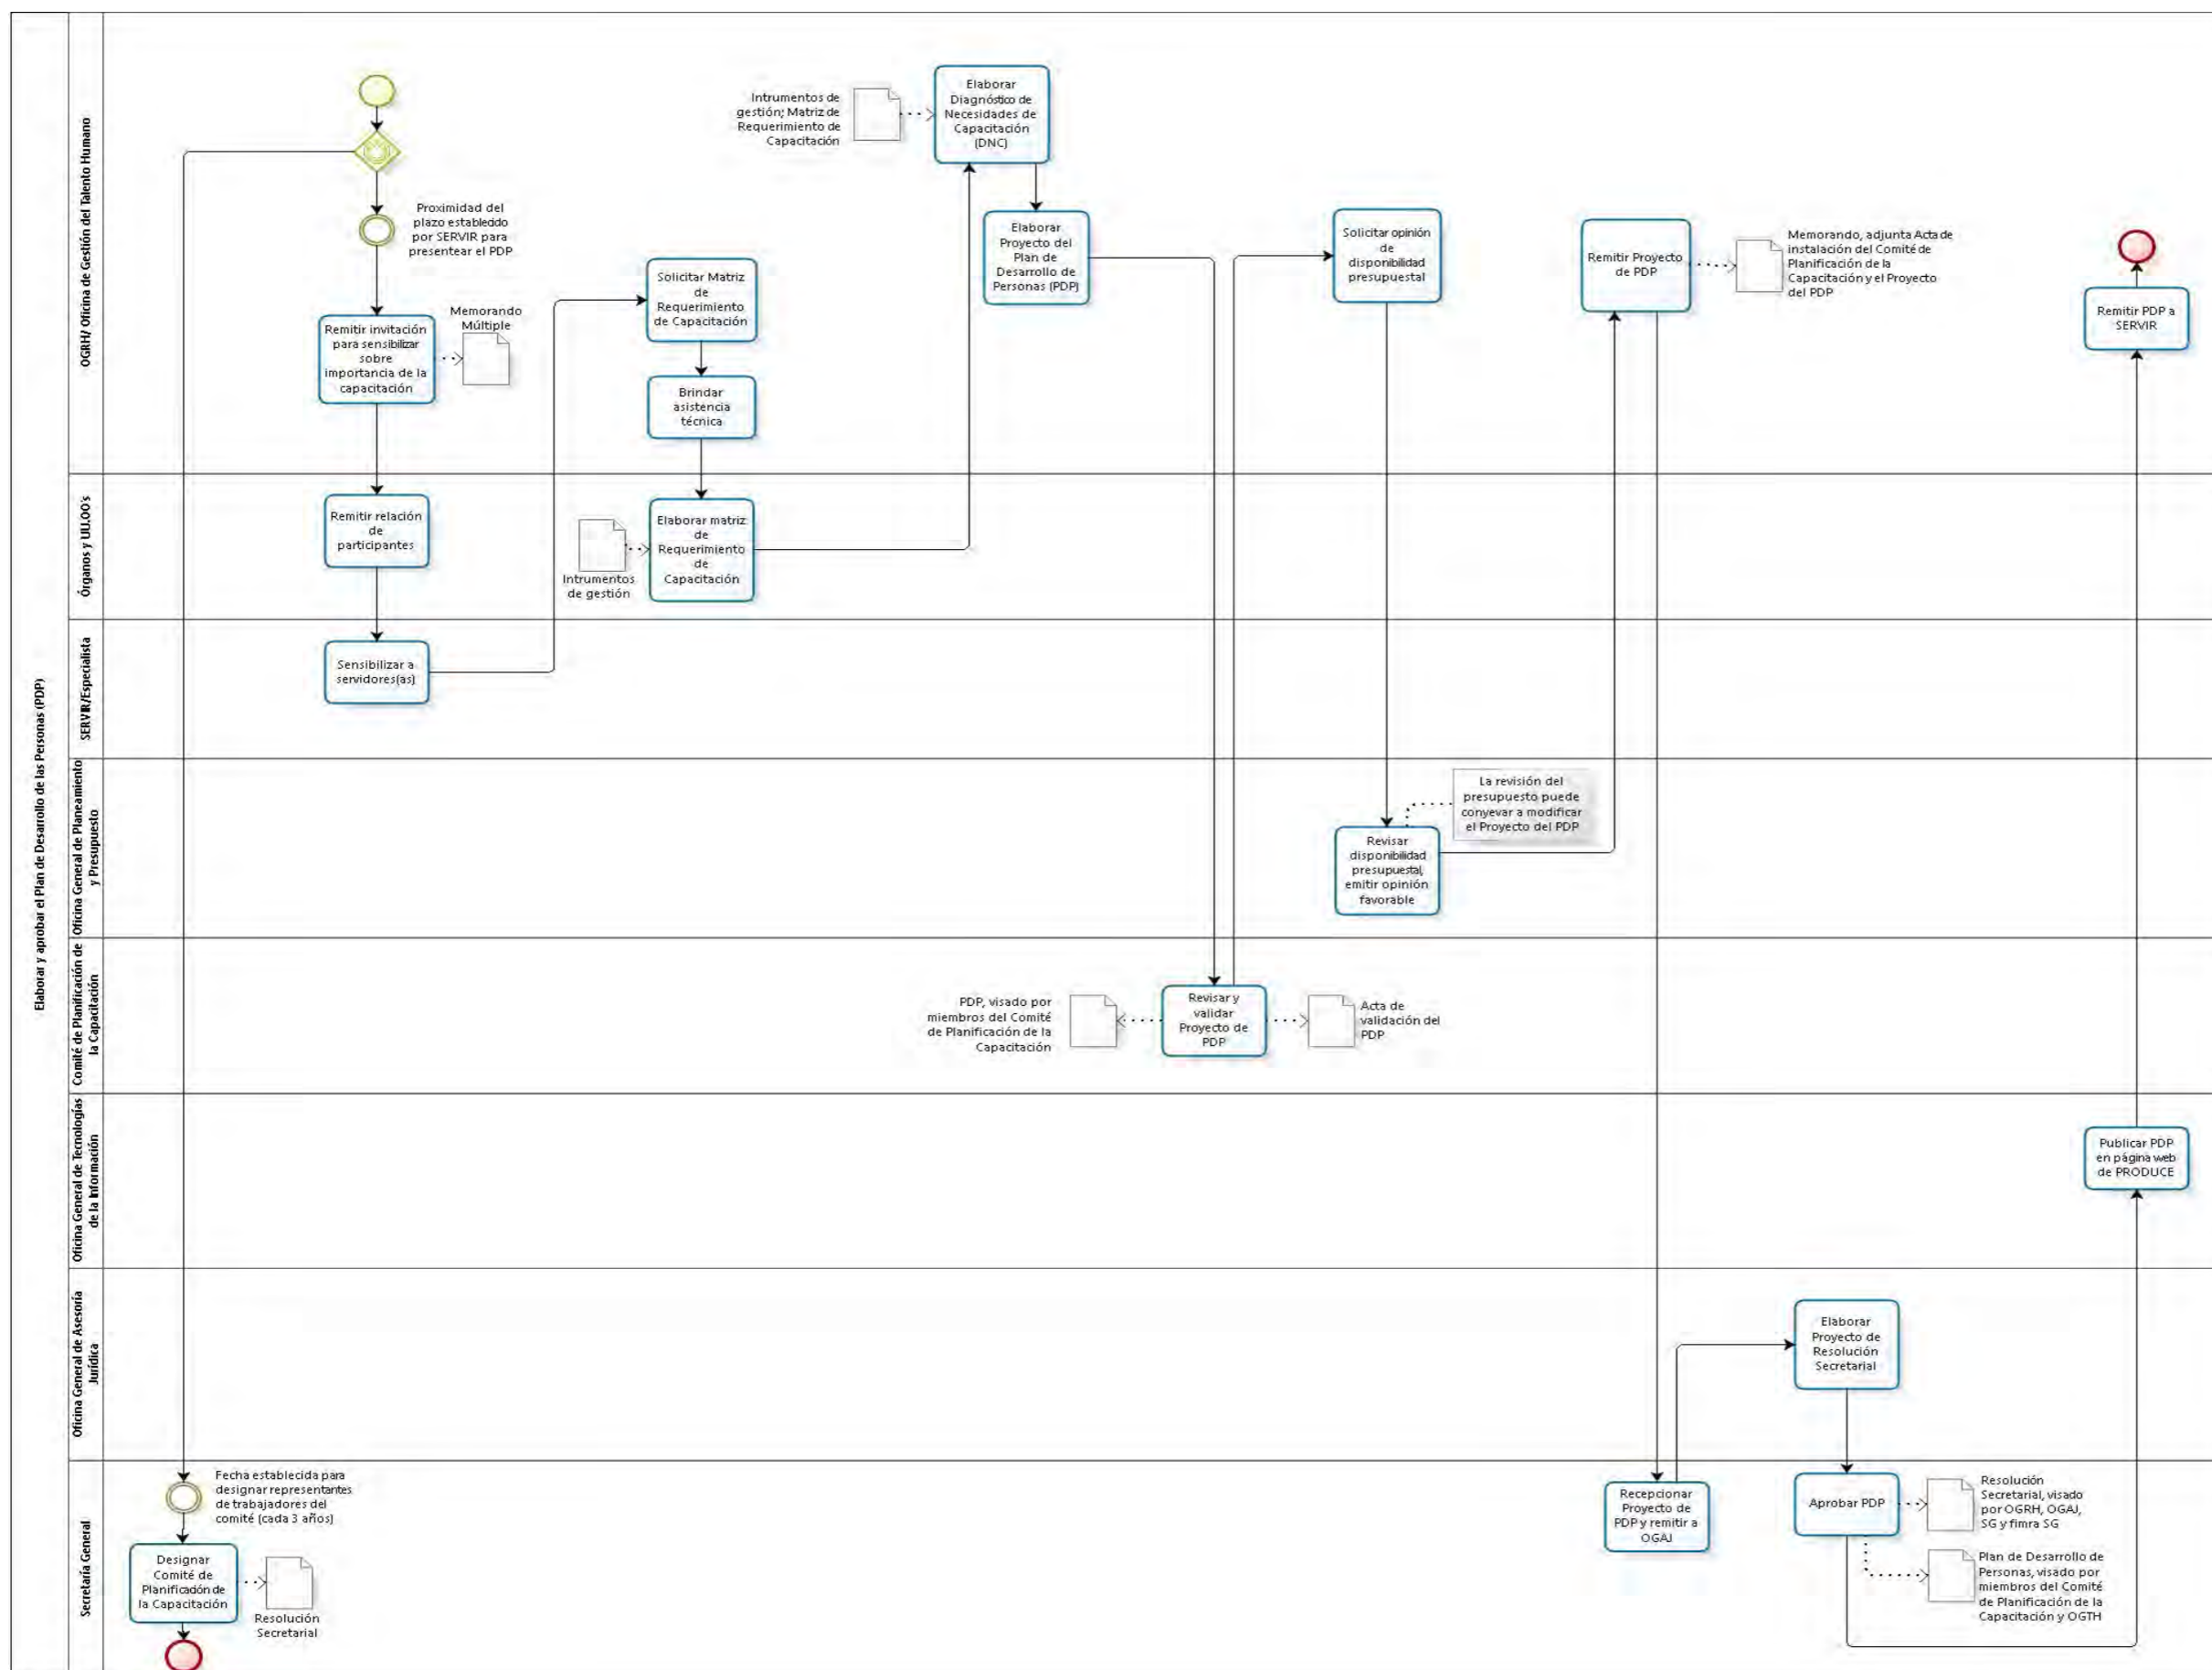 Elaborar y aprobar el Plan de Desarrollo de las Personas (PDP)
OGRH/ Oficina de Gestión del Talento Humano
Proximidad del
plazo establecido
por SERVIR para
presentear el PDP
Remitir invitación
para sensibilizar
sobre
importancia de la
capacitación
Memorando
Múltiple
Solicitar Matriz
de
Requerimiento
de Capacitación
Brindar
asistencia
técnica
Intrumentos de
gestión; Matriz de
Requerimiento de
Capacitación
Elaborar
Diagnóstico de
Necesidades de
Capacitación
(DNC)
Elaborar
Proyecto del
Plan de
Desarrollo de
Personas (PDP)
Solicitar opinión
de
disponibilidad
presupuestal
Remitir Proyecto
de PDP
Memorando, adjunta Acta de
instalación del Comité de
Planificación de la
Capacitación y el Proyecto
del PDP
Remitir PDP a
SERVIR
Órganos y UU.OO's
Remitir relación
de
participantes
Intrumentos
de gestión
Elaborar matriz
de
Requerimiento
de
Capacitación
SERVIR/Especialista
Sensibilizar a
servidores(as)
Oficina General de Planeamiento
y Presupuesto
La revisión del
presupuesto puede
conyevar a modificar
el Proyecto del PDP
Revisar
disponibilidad
presupuestal,
emitir opinión
favorable
Comité de Planificación de
la Capacitación
PDP, visado por
miembros del Comité
de Planificación de la
Capacitación
Revisar y
validar
Proyecto de
PDP
Acta de
validación del
PDP
Oficina General de Tecnologías
de la Información
Publicar PDP
en página web
de PRODUCE
Oficina General de Asesoría
Jurídica
Elaborar
Proyecto de
Resolución
Secretarial
Secretaría General
Fecha establecida para
designar representantes
de trabajadores del
comité (cada 3 años)
Designar
Comité de
Planificación de
la Capacitación
Resolución
Secretarial
Recepcionar
Proyecto de
PDP y remitir a
OGAJ
Aprobar PDP
Resolución
Secretarial, visado
por OGRH, OGAJ,
SG y fimra SG
Plan de Desarrollo de
Personas, visado por
miembros del Comité
de Planificación de la
Capacitación y OGTH